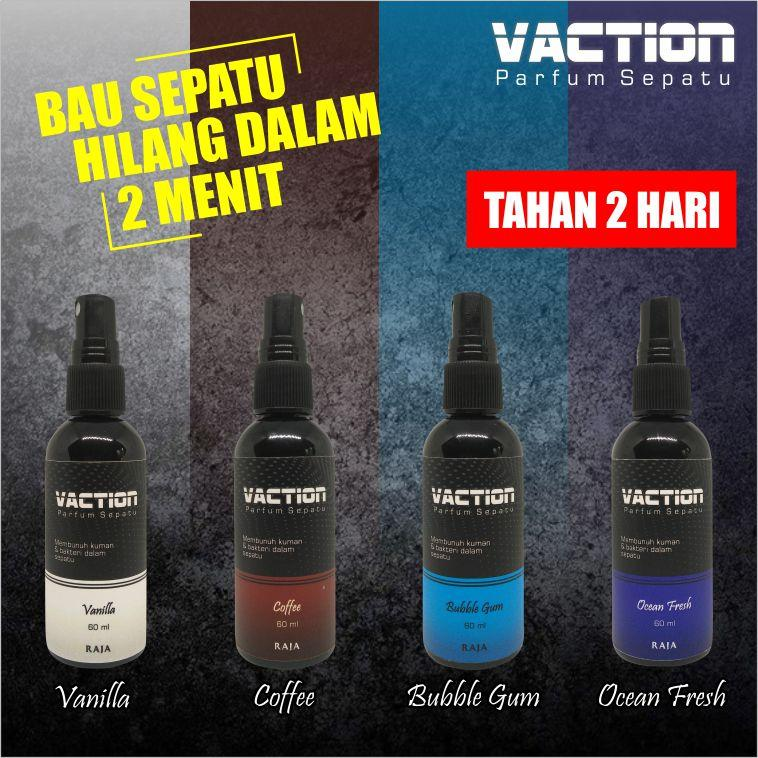 VACTION
Parfum Sepatu
BAU SEPATU
HILANG DALAM
2 MENIT
TAHAN 2 HARI
VACTION
Parfum Sepatu
Membunuh kuman
& bakteri dalam
sepatu
Vanilla
60 ml
RAJA
VACTION
Parfum Sepatu
Membunuh kuman
& bakteri dalam
sepatu
Coffee
60 ml
RAJA
VACTION
Parfum Sepatu
Membunuh kuman
& bakteri dalam
sepatu
Bubble Gum
60 ml
RAJA
VACTION
Parfum Sepatu
Membunuh kuman
& bakteri dalam
sepatu
Ocean Fresh
60 ml
RAJA
Vanilla
Coffee
Bubble Gum
Ocean Fresh